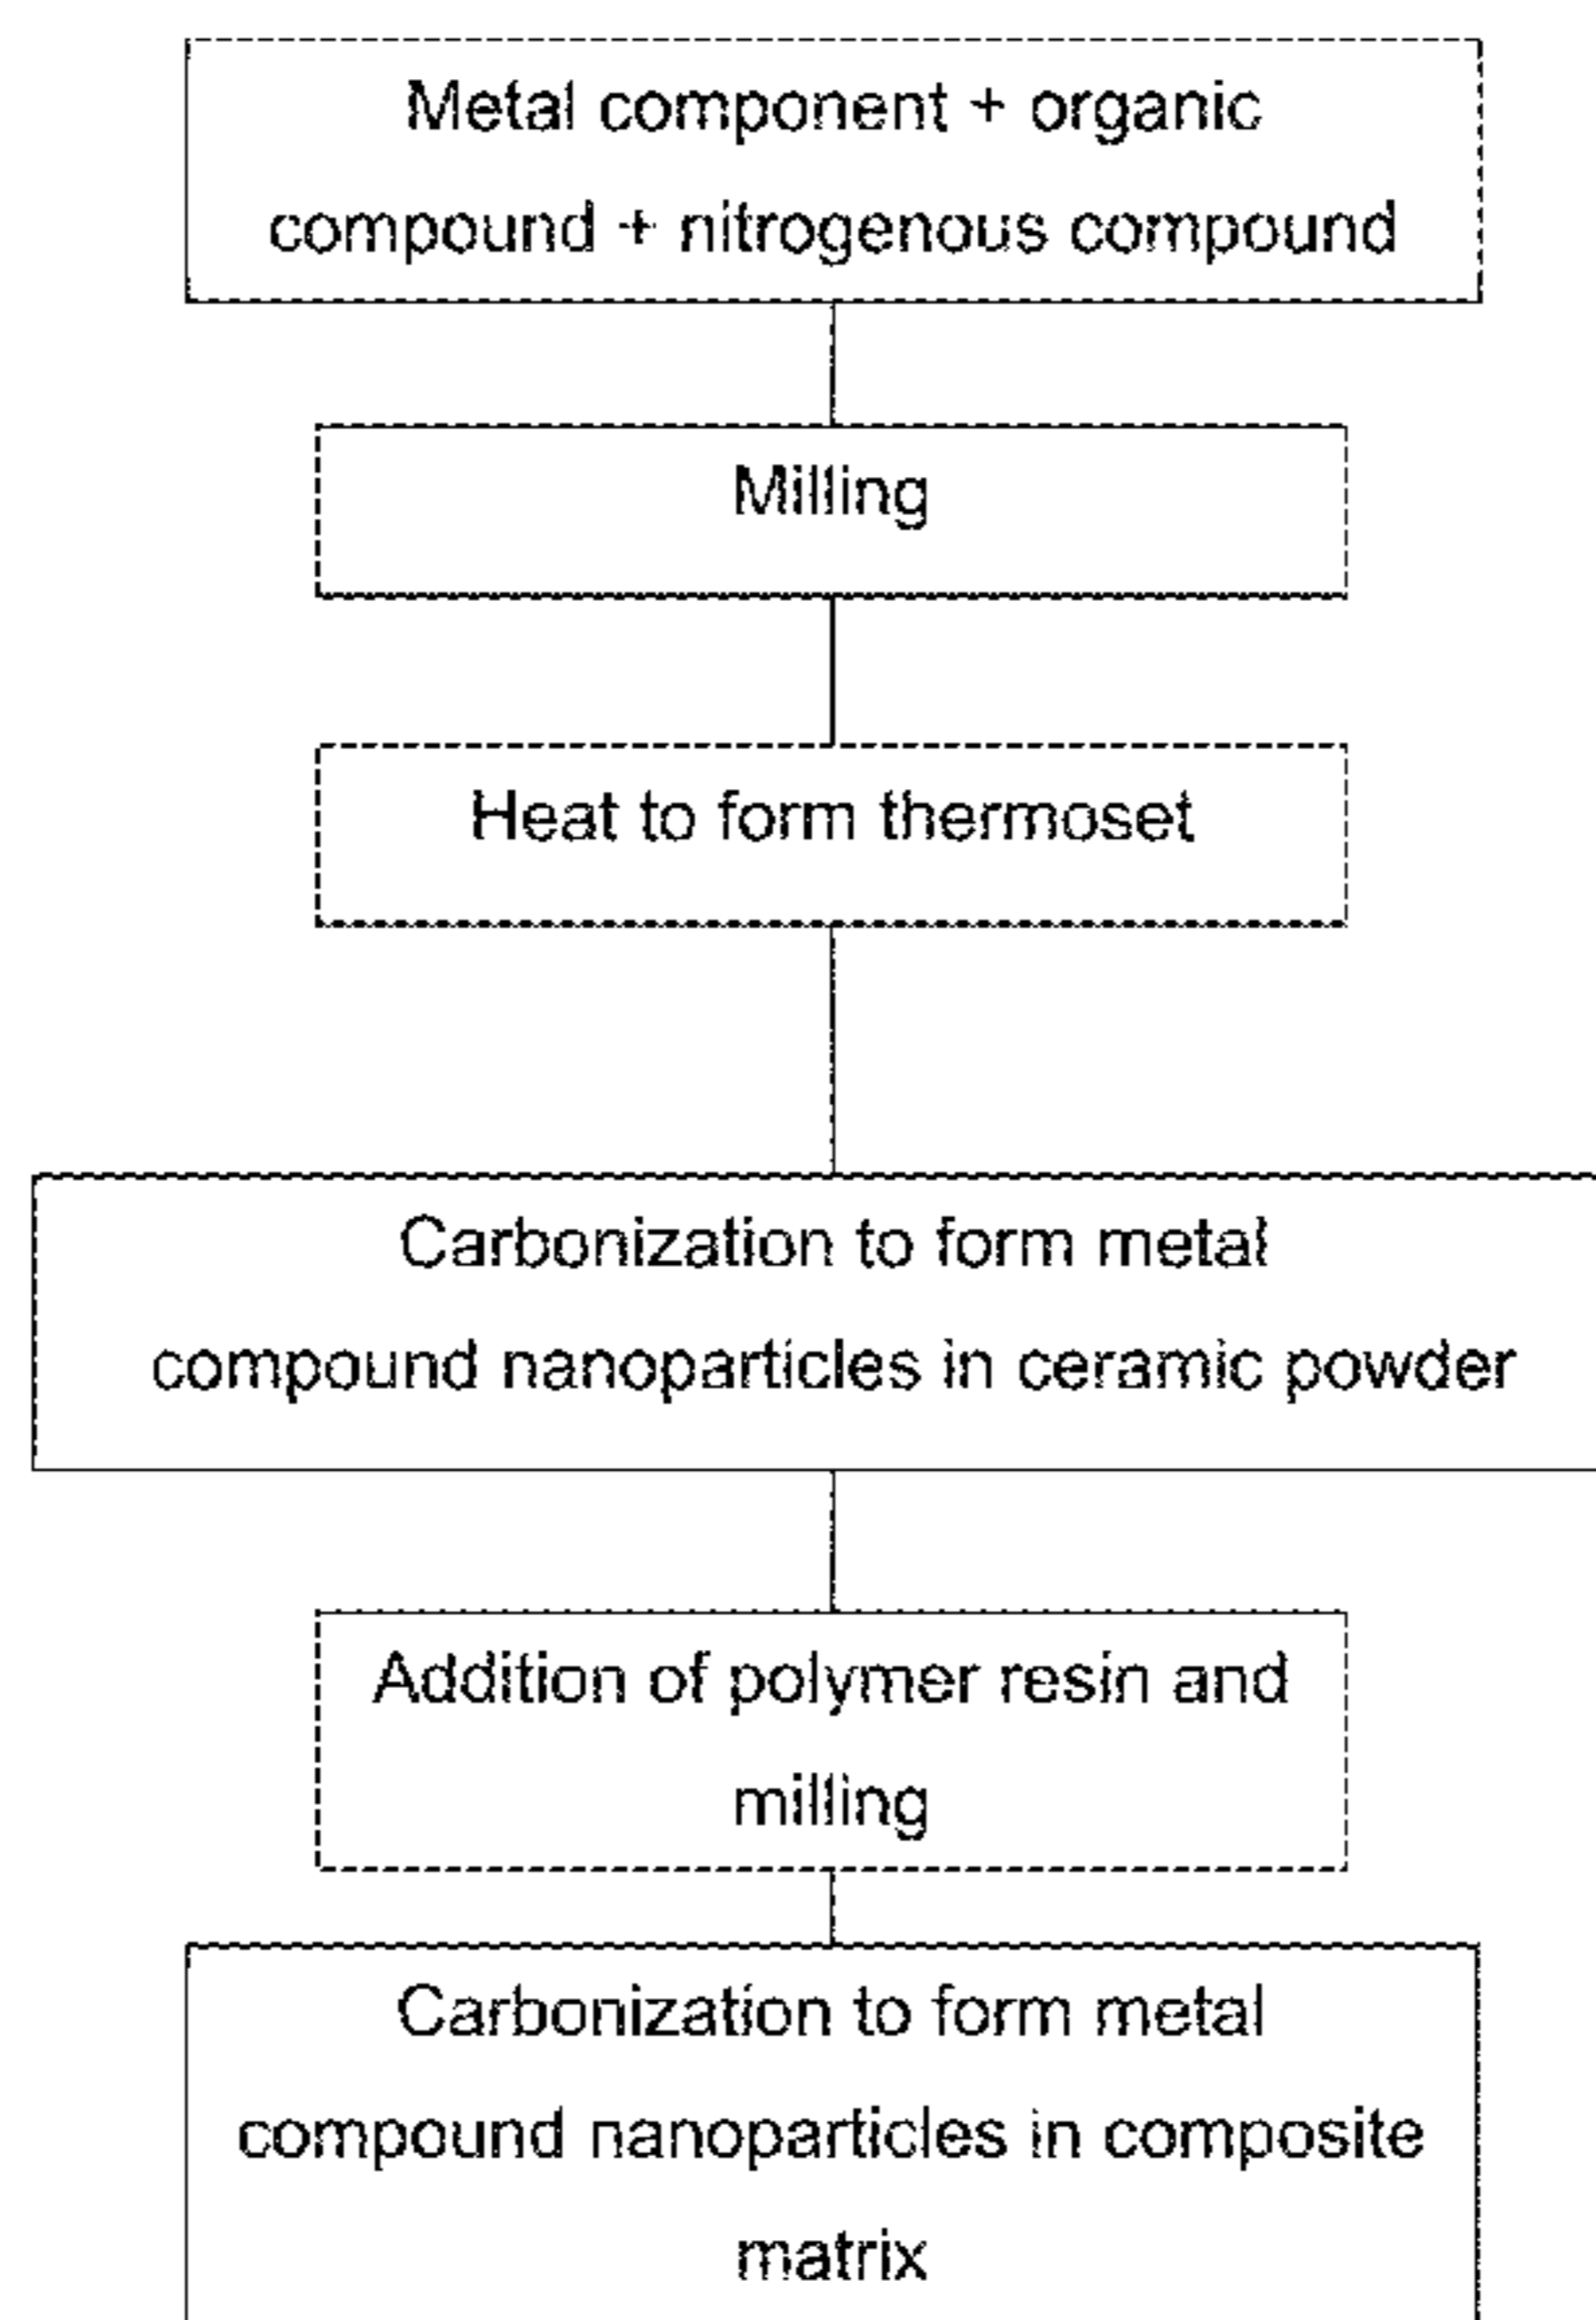 Metal component + organic
compound + nitrogenous compound
Milling
Heat to form thermoset
Carbonization to form metal
compound nanoparticles in ceramic powder
Addition of polymer resin and
milling
Carbonization to form metal
compound nanoparticles in composite
matrix